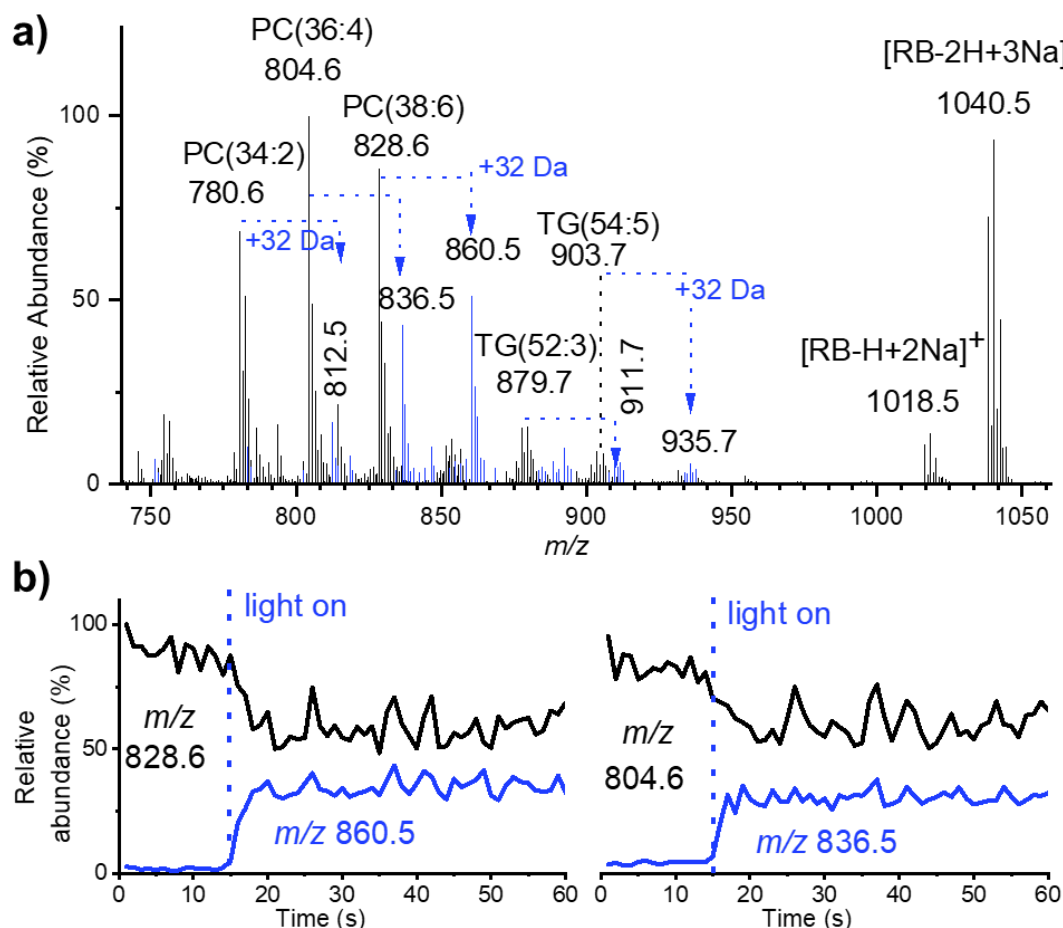 a)
PC(36:4)
804.6
[RB-2H+3Na]
1040.5
PC(38:6)
828.6
+32 Da
PC(34:2)
780.6
+32 Da
860.5
TG(54:5)
903.7
+32 Da
836.5
812.5
TG(52:3)
879.7
911.7
935.7
[RB-H+2Na]+
1018.5
Relative Abundance (%)
100
50
0
750
800
850
900
950
1000
1050
m/z
b)
light on
light on
Relative
abundance (%)
100
50
0
m/z
828.6
m/z 860.5
m/z
804.6
m/z 836.5
0 10 20 30 40 50 60
Time (s)
0 10 20 30 40 50 60
Time (s)